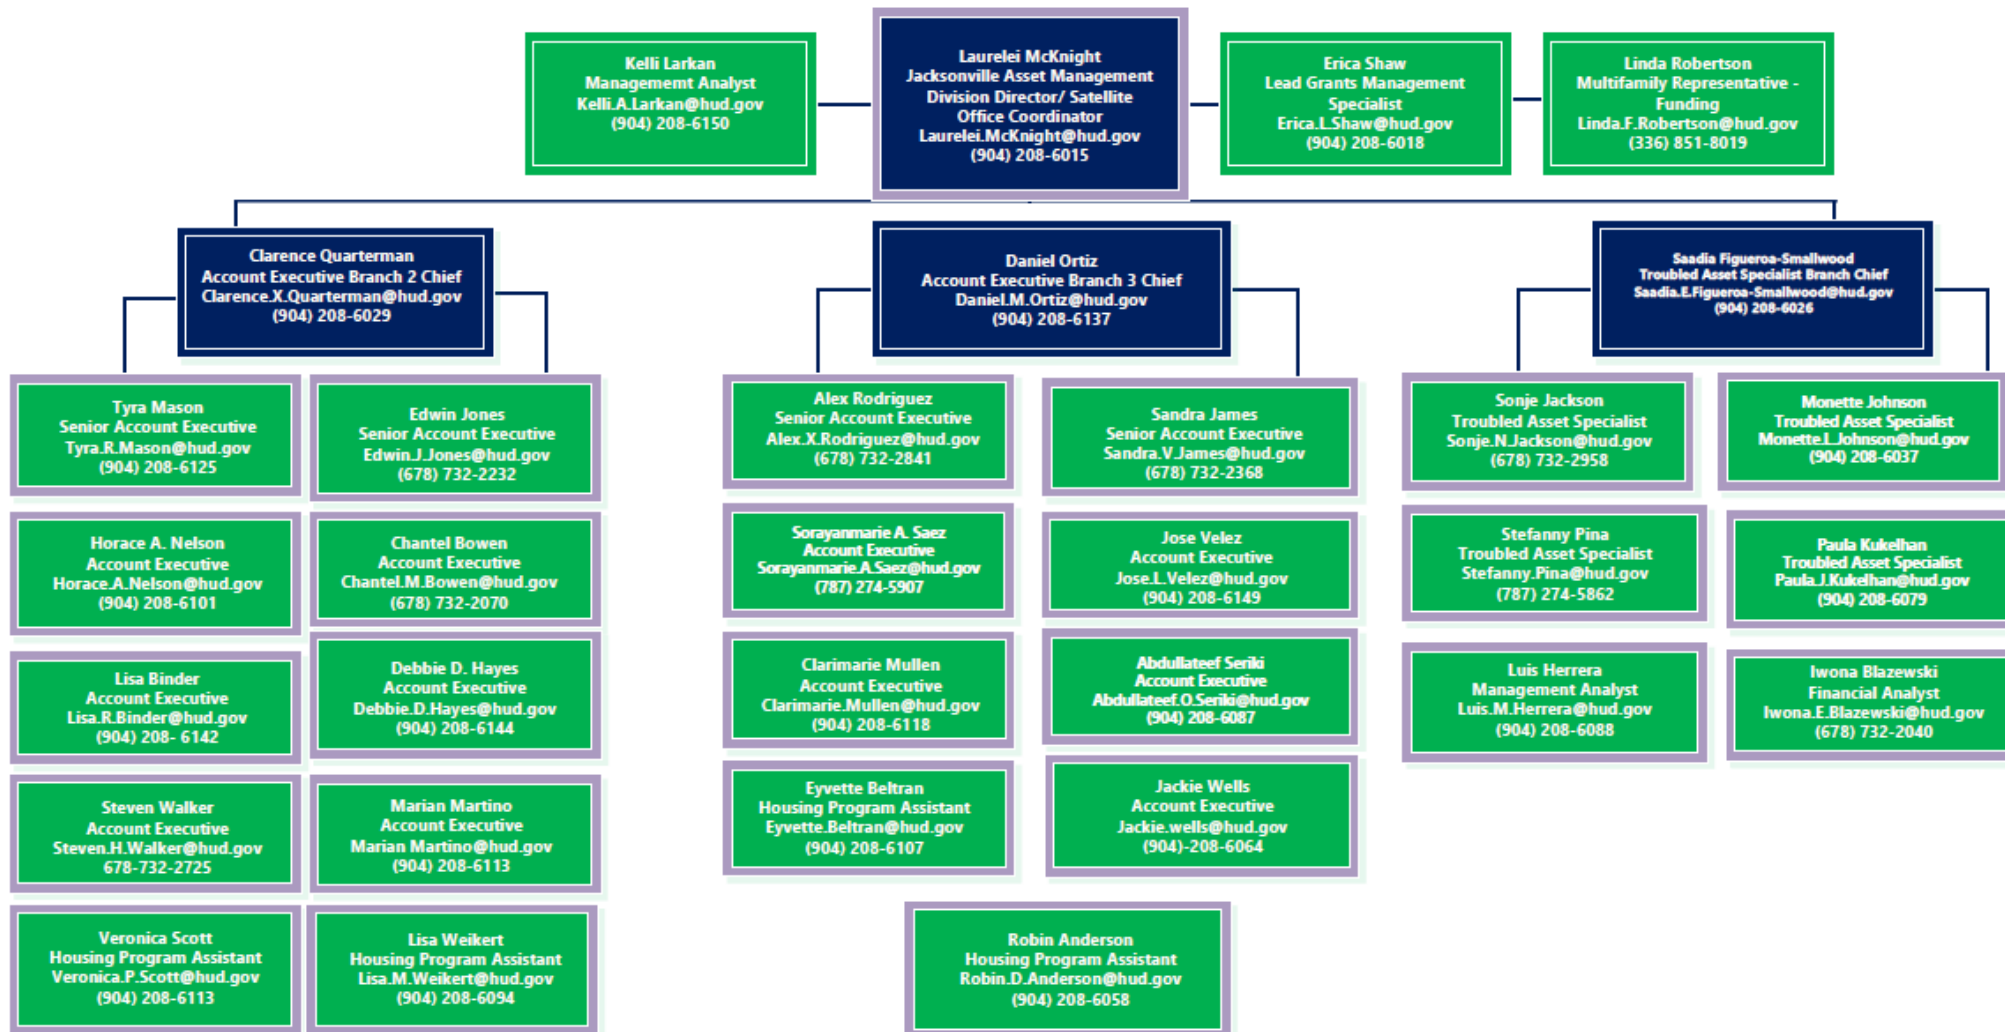 Kelli Larkan
Managememt Analyst
Kelli.A.Larkan@hud.gov
(904) 208-6150
Laurelei McKnight
Jacksonville Asset Management
Division Director/ Satellite
Office Coordinator
Laurelei.McKnight@hud.gov
(904) 208-6015
Erica Shaw
Lead Grants Management
Specialist
Erica.L.Shaw@hud.gov
(904) 208-6018
Linda Robertson
Multifamily Representative -
Funding
Linda.F.Robertson@hud.gov
(336) 851-8019
Clarence Quarterman
Account Executive Branch 2 Chief
Clarence.X.Quarterman@hud.gov
(904) 208-6029
Daniel Ortiz
Account Executive Branch 3 Chief
Daniel.M.Ortiz@hud.gov
(904) 208-6137
Saadia Figueroa-Smallwood
Troubled Asset Specialist Branch Chief
Saadia.E.Figueroa-Smallwood@hud.gov
(904) 208-6026
Tyra Mason
Senior Account Executive
Tyra.R.Mason@hud.gov
(904) 208-6125
Edwin Jones
Senior Account Executive
Edwin.J.Jones@hud.gov
(678) 732-2232
Alex Rodriguez
Senior Account Executive
Alex.X.Rodriguez@hud.gov
(678) 732-2841
Sandra James
Senior Account Executive
Sandra.V.James@hud.gov
(678) 732-2368
Sonje Jackson
Troubled Asset Specialist
Sonje.N.Jackson@hud.gov
(678) 732-2958
Monette Johnson
Troubled Asset Specialist
Monette.L.Johnson@hud.gov
(904) 208-6037
Horace A. Nelson
Account Executive
Horace.A.Nelson@hud.gov
(904) 208-6101
Chantel Bowen
Account Executive
Chantel.M.Bowen@hud.gov
(678) 732-2070
Sorayanmarie A. Saez
Account Executive
Sorayanmarie.A.Saez@hud.gov
(787) 274-5907
Jose Velez
Account Executive
Jose.L.Velez@hud.gov
(904) 208-6149
Stefanny Pina
Troubled Asset Specialist
Stefanny.Pina@hud.gov
(787) 274-5862
Paula Kukelhan
Troubled Asset Specialist
Paula.J.Kukelhan@hud.gov
(904) 208-6079
Lisa Binder
Account Executive
Lisa.R.Binder@hud.gov
(904) 208- 6142
Debbie D. Hayes
Account Executive
Debbie.D.Hayes@hud.gov
(904) 208-6144
Clarimarie Mullen
Account Executive
Clarimarie.Mullen@hud.gov
(904) 208-6118
Abdullateef Seriki
Account Executive
Abdullateef.O.Seriki@hud.gov
(904) 208-6087
Luis Herrera
Management Analyst
Luis.M.Herrera@hud.gov
(904) 208-6088
Iwona Blazewski
Financial Analyst
Iwona.E.Blazewski@hud.gov
(678) 732-2040
Steven Walker
Account Executive
Steven.H.Walker@hud.gov
678-732-2725
Marian Martino
Account Executive
Marian Martino@hud.gov
(904) 208-6113
Eyvette Beltran
Housing Program Assistant
Eyvette.Beltran@hud.gov
(904) 208-6107
Jackie Wells
Account Executive
Jackie.wells@hud.gov
(904)-208-6064
Veronica Scott
Housing Program Assistant
Veronica.P.Scott@hud.gov
(904) 208-6113
Lisa Weikert
Housing Program Assistant
Lisa.M.Weikert@hud.gov
(904) 208-6094
Robin Anderson
Housing Program Assistant
Robin.D.Anderson@hud.gov
(904) 208-6058